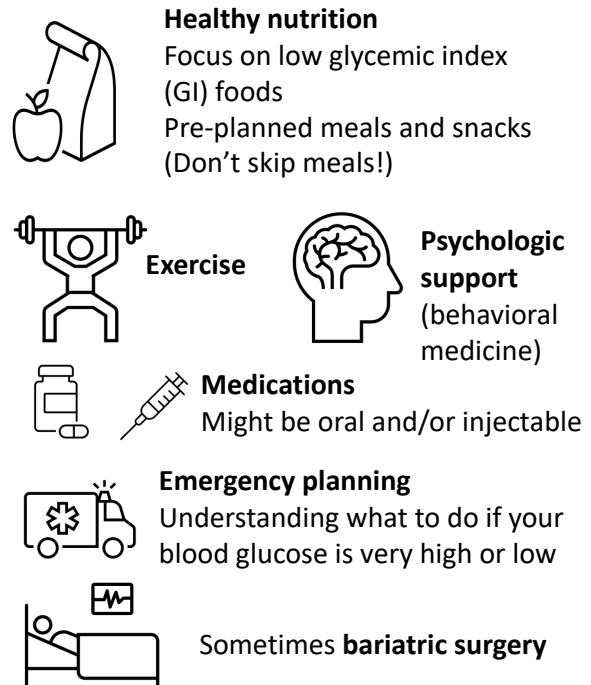 Healthy nutrition
Focus on low glycemic index
(GI) foods
Pre-planned meals and snacks
(Don’t skip meals!)
Exercise
Psychologic
support
(behavioral
medicine)
Medications
Might be oral and/or injectable
Emergency planning
Understanding what to do if your
blood glucose is very high or low
Sometimes bariatric surgery